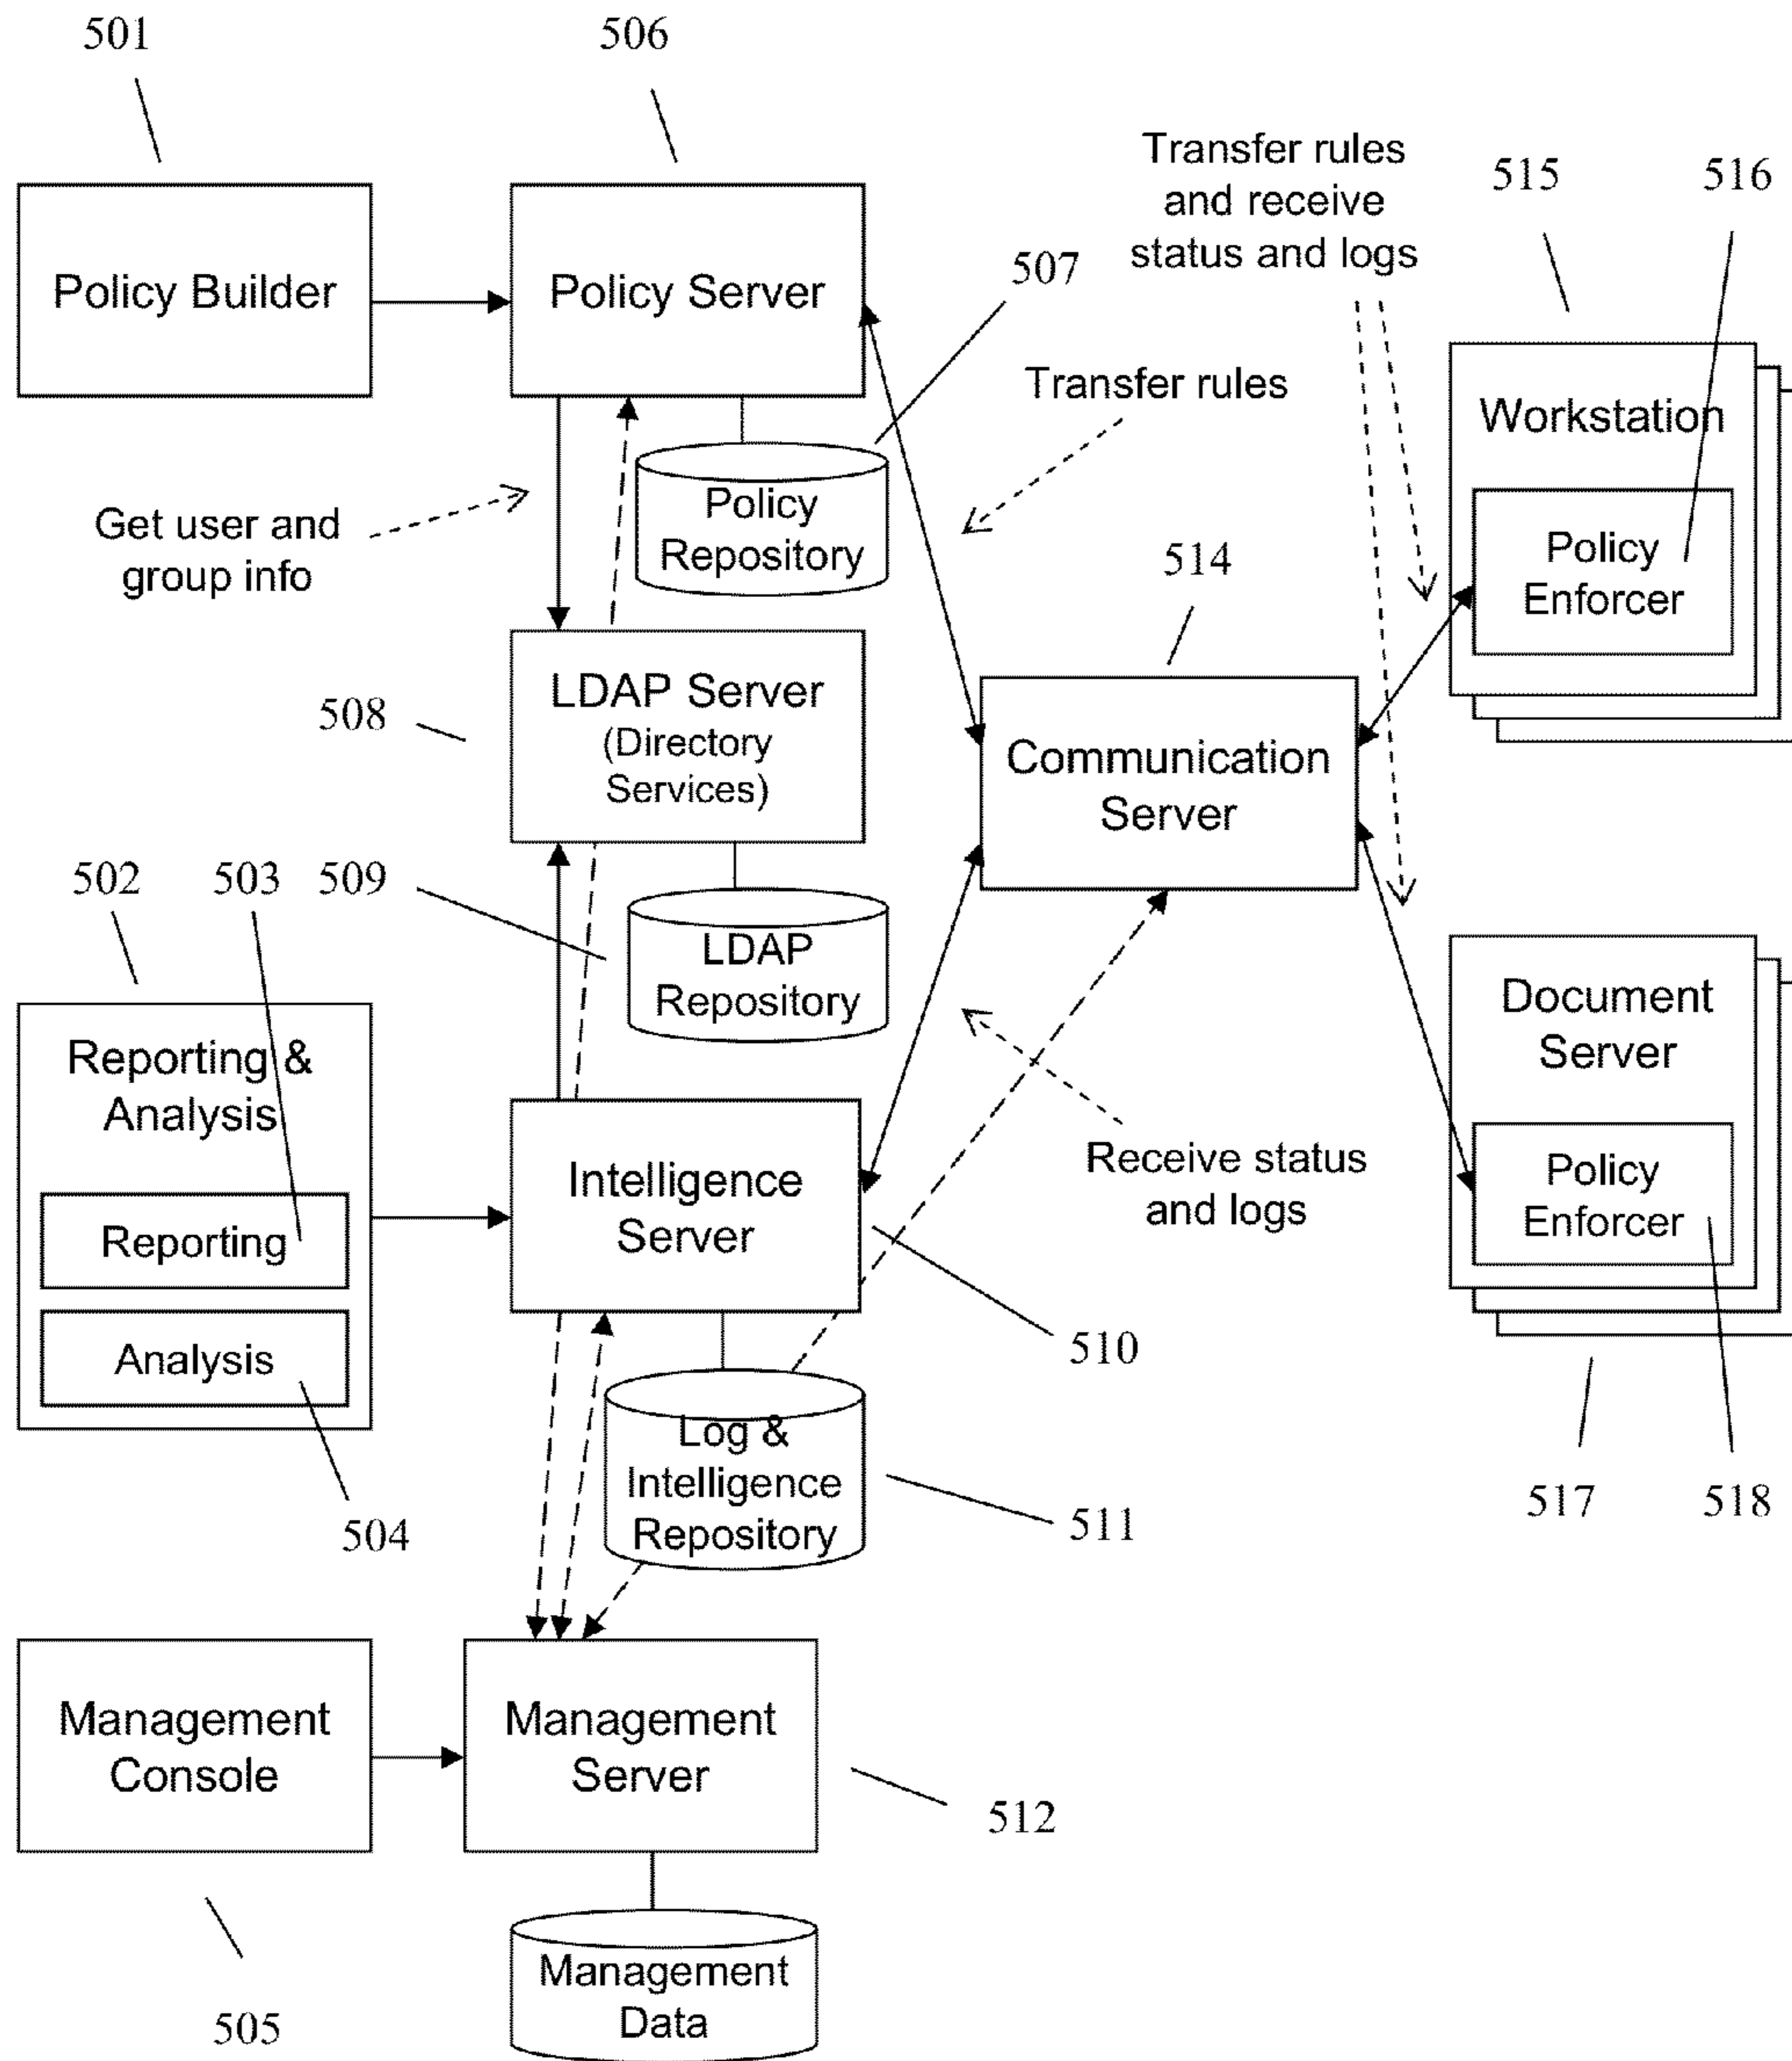 501
506
Transfer rules
and receive
status and logs
515
516
Policy Builder
Policy Server
507
Transfer rules
Workstation
Policy
Enforcer
Get user and
group info
Policy
Repository
514
508
LDAP Server
(Directory
Services)
Communication
Server
502
503
509
LDAP
Repository
Reporting &
Analysis
Reporting
Analysis
504
Intelligence
Server
Receive status
and logs
510
Document
Server
Policy
Enforcer
517
518
Log &
Intelligence
Repository
511
Management
Console
505
Management
Server
512
Management
Data